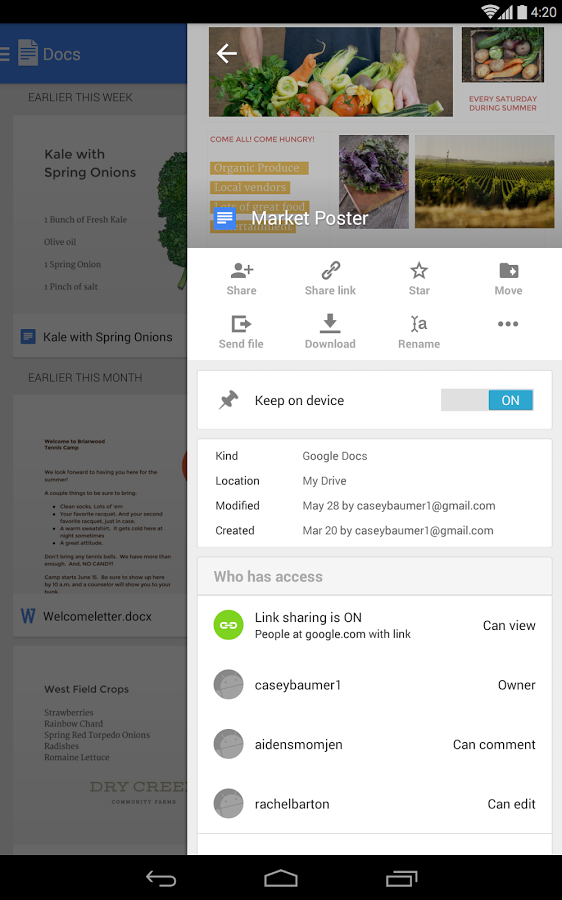 4:20
Docs
EARLIER THIS WEEK
Kale with
Spring Onions
1 Bunch of Fresh Kale
Olive oil
1 Spring Onion
1 Pinch of salt
Kale with Spring Onions
EARLIER THIS MONTH
Welcome to Briarwood
Tennis Camp
We look forward to having you here for the
summer!
A couple things to be sure to bring:
Clean socks. Lots of 'em
Your favorite racquet. And your second
favorite racquet, just in case.
A warm sweatshirt. It gets cold here at
night sometimes
A great attitude.
Don't bring any tennis balls. We have more than
enough. And, NO CANDY!
Camp starts June 15. Be sure to show up here
by 10 a.m. and a counselor will show you to your
bunk.
Welcomeletter.docx
West Field Crops
Strawberries
Rainbow Chard
Spring Red Torpedo Onions
Radishes
Romaine Lettuce
DRY CREE
COMMUNITY FARMS
EVERY SATURDAY
DURING SUMMER
COME ALL! COME HUNGRY!
Organic Produce
Local vendors
Lots of great food
Market Poster
Share
Share link
Star
Move
Send file
Download
Rename
Keep on device
ON
Kind Google Docs
Location My Drive
Modified May 28 by caseybaumer1@gmail.com
Created Mar 20 by caseybaumer1@gmail.com
Who has access
Link sharing is ON
People at google.com with link
Can view
caseybaumer1 Owner
aidensmomjen Can comment
rachelbarton Can edit